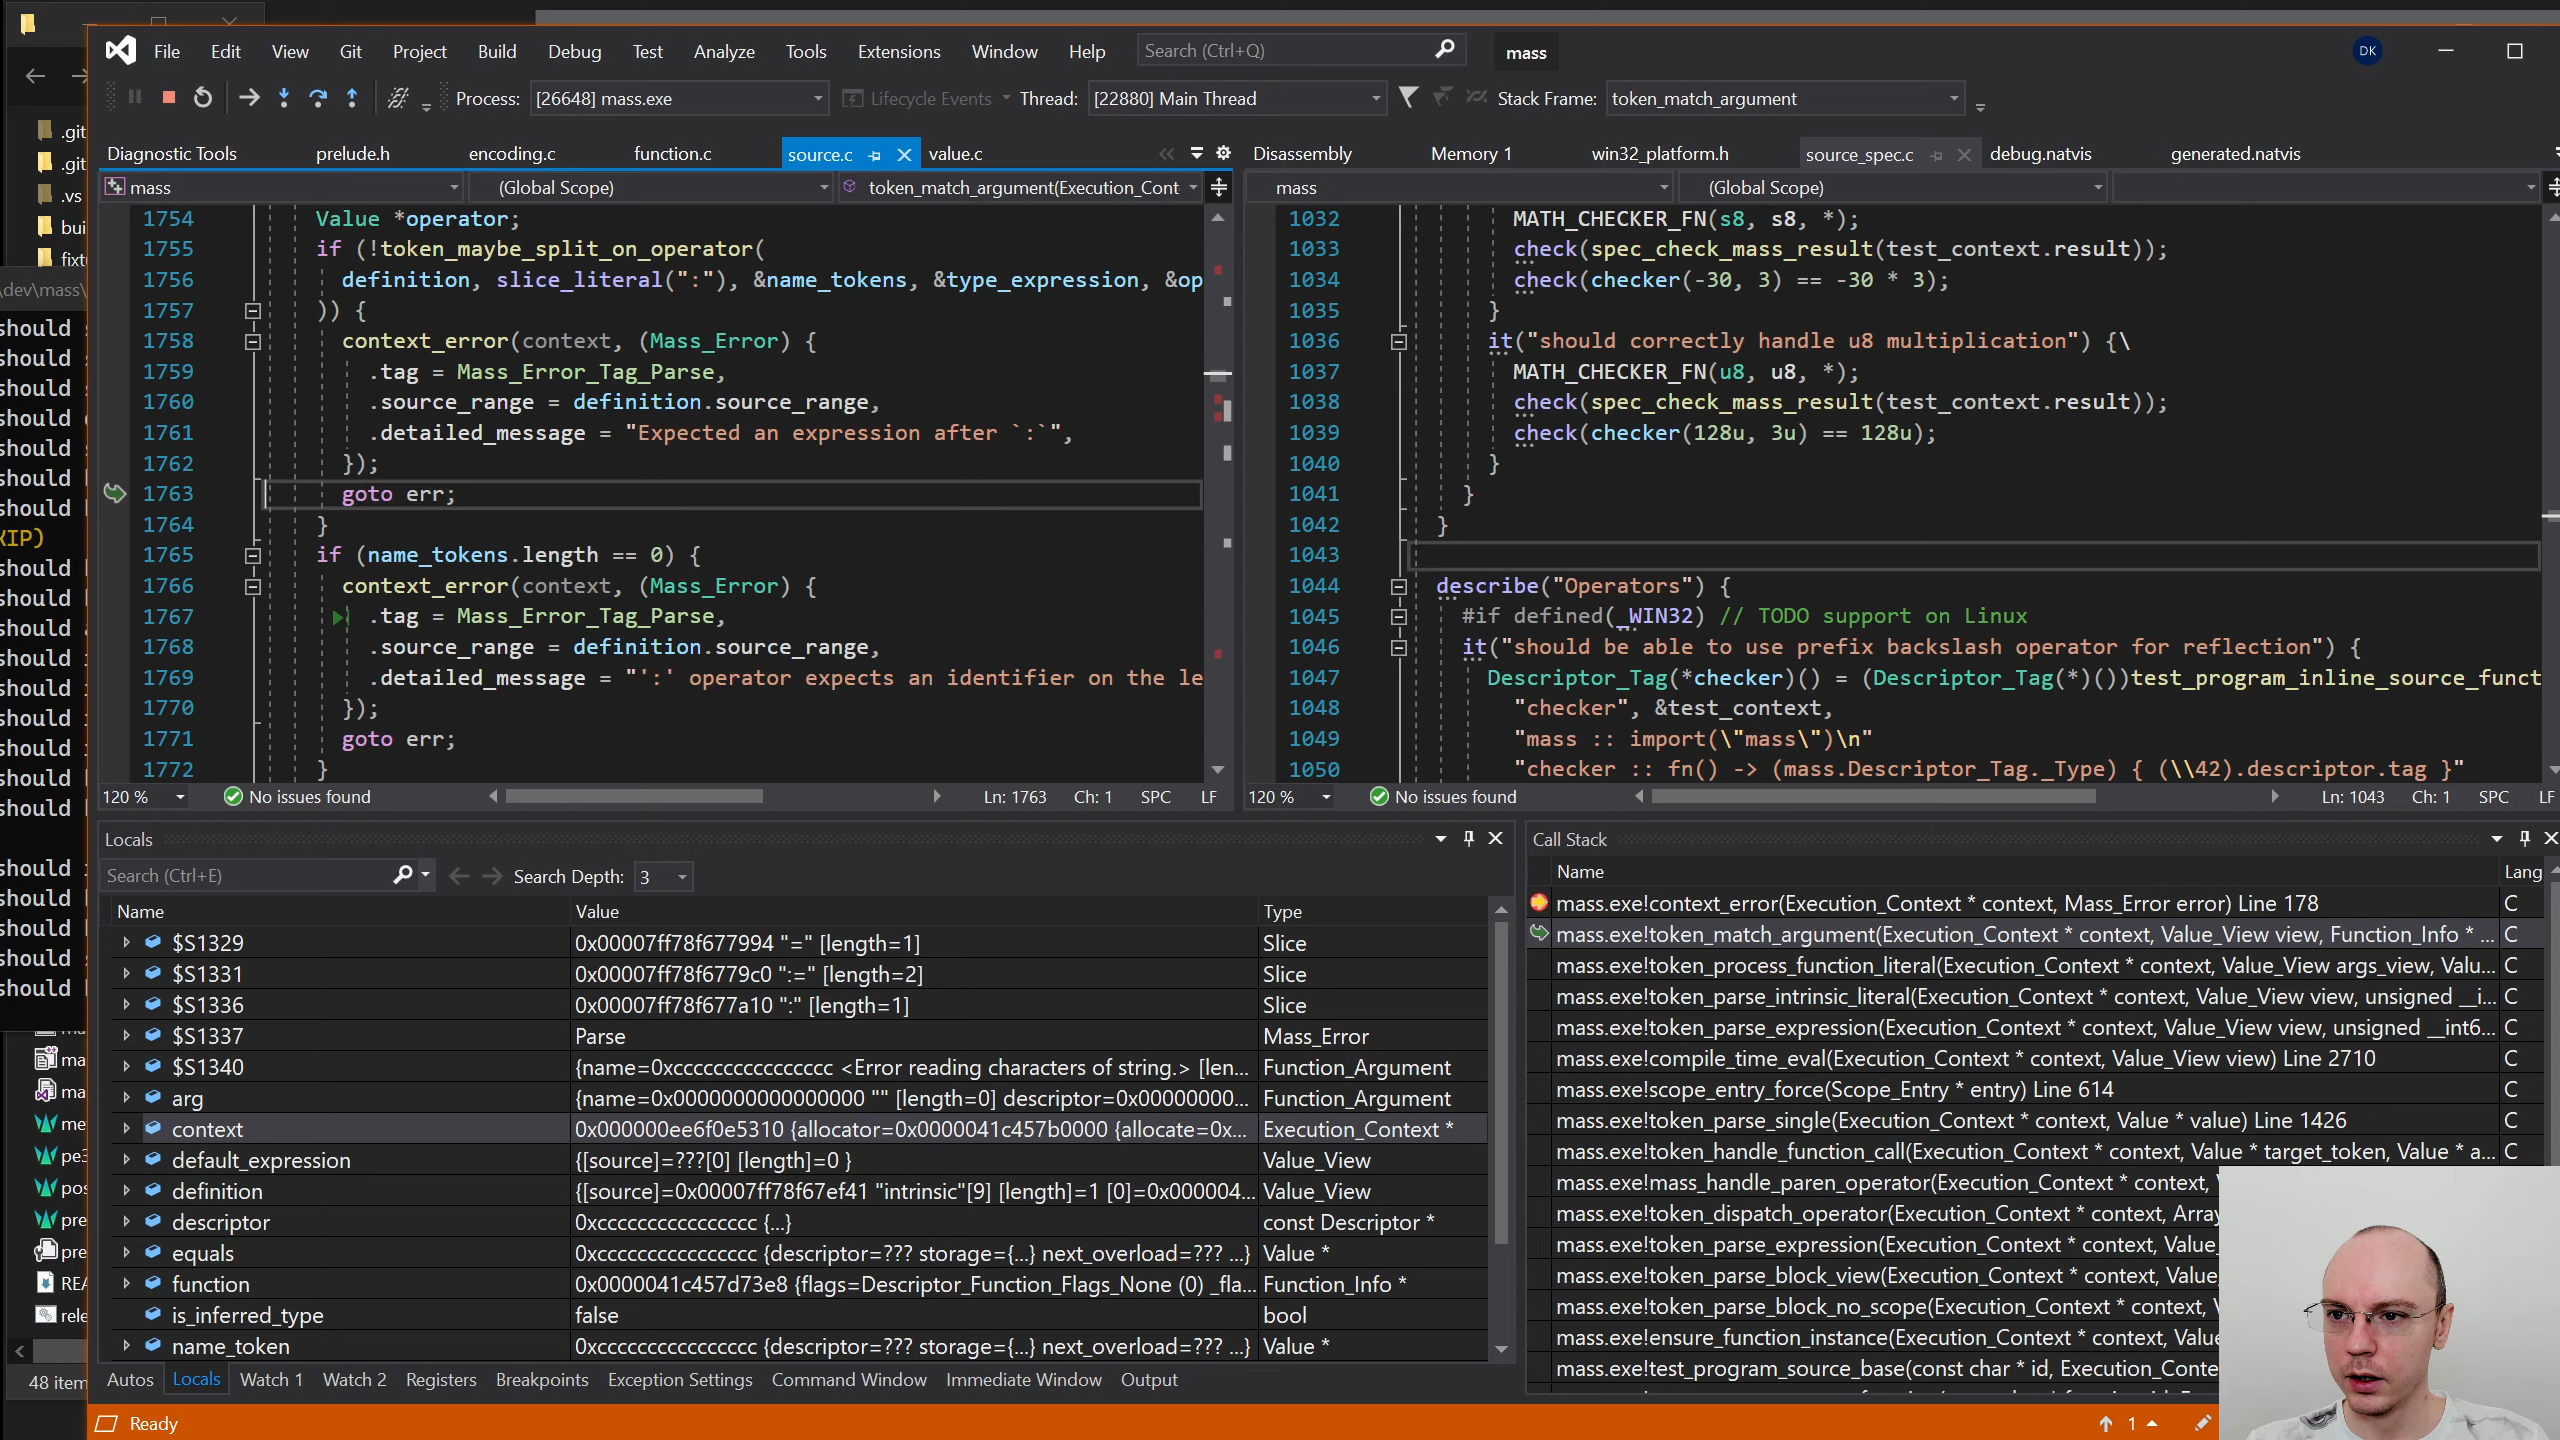 File Edit View Git Project Build Debug Test Analyze Tools Extensions Window Help Search (Ctrl+Q) mass DK
Process: [26648] mass.exe Lifecycle Events Thread: [22880] Main Thread Stack Frame: token_match_argument
.git
.git
.vs
bui
fixt
\dev\mass\
Diagnostic Tools prelude.h encoding.c function.c source.c value.c
mass (Global Scope) token_match_argument(Execution_Cont
1754 Value *operator;
1755 if (!token_maybe_split_on_operator(
1756 definition, slice_literal(":"), &name_tokens, &type_expression, &op
1757 )) {
1758 context_error(context, (Mass_Error) {
1759 .tag = Mass_Error_Tag_Parse,
1760 .source_range = definition.source_range,
1761 .detailed_message = "Expected an expression after `:`",
1762 });
1763 goto err;
1764 }
1765 if (name_tokens.length == 0) {
1766 context_error(context, (Mass_Error) {
1767 .tag = Mass_Error_Tag_Parse,
1768 .source_range = definition.source_range,
1769 .detailed_message = "':' operator expects an identifier on the le
1770 });
1771 goto err;
1772 }
120 % No issues found Ln: 1763 Ch: 1 SPC LF
Disassembly Memory 1 win32_platform.h source_spec.c debug.natvis generated.natvis
mass (Global Scope)
1032 MATH_CHECKER_FN(s8, s8, *);
1033 check(spec_check_mass_result(test_context.result));
1034 check(checker(-30, 3) == -30 * 3);
1035 }
1036 it("should correctly handle u8 multiplication") {\
1037 MATH_CHECKER_FN(u8, u8, *);
1038 check(spec_check_mass_result(test_context.result));
1039 check(checker(128u, 3u) == 128u);
1040 }
1041 }
1042 }
1043
1044 describe("Operators") {
1045 #if defined(_WIN32) // TODO support on Linux
1046 it("should be able to use prefix backslash operator for reflection") {
1047 Descriptor_Tag(*checker)() = (Descriptor_Tag(*)())test_program_inline_source_funct
1048 "checker", &test_context,
1049 "mass :: import(\"mass\")\n"
1050 "checker :: fn() -> (mass.Descriptor_Tag._Type) { (\\42).descriptor.tag }"
120 % No issues found Ln: 1043 Ch: 1 SPC LF
Locals
Search (Ctrl+E) Search Depth: 3
Name Value Type
$S1329 0x00007ff78f677994 "=" [length=1] Slice
$S1331 0x00007ff78f6779c0 ":=" [length=2] Slice
$S1336 0x00007ff78f677a10 ":" [length=1] Slice
$S1337 Parse Mass_Error
$S1340 {name=0xcccccccccccccccc <Error reading characters of string.> [len... Function_Argument
arg {name=0x0000000000000000 "" [length=0] descriptor=0x00000000... Function_Argument
context 0x000000ee6f0e5310 {allocator=0x0000041c457b0000 {allocate=0x... Execution_Context *
default_expression {[source]=???[0] [length]=0 } Value_View
definition {[source]=0x00007ff78f67ef41 "intrinsic"[9] [length]=1 [0]=0x000004... Value_View
descriptor 0xcccccccccccccccc {...} const Descriptor *
equals 0xcccccccccccccccc {descriptor=??? storage={...} next_overload=??? ...} Value *
function 0x0000041c457d73e8 {flags=Descriptor_Function_Flags_None (0) _fla... Function_Info *
is_inferred_type false bool
name_token 0xcccccccccccccccc {descriptor=??? storage={...} next_overload=??? ...} Value *
Autos Locals Watch 1 Watch 2 Registers Breakpoints Exception Settings Command Window Immediate Window Output
Call Stack
Name Lang
mass.exe!context_error(Execution_Context * context, Mass_Error error) Line 178 C
mass.exe!token_match_argument(Execution_Context * context, Value_View view, Function_Info * ... C
mass.exe!token_process_function_literal(Execution_Context * context, Value_View args_view, Valu... C
mass.exe!token_parse_intrinsic_literal(Execution_Context * context, Value_View view, unsigned __i... C
mass.exe!token_parse_expression(Execution_Context * context, Value_View view, unsigned __int6... C
mass.exe!compile_time_eval(Execution_Context * context, Value_View view) Line 2710 C
mass.exe!scope_entry_force(Scope_Entry * entry) Line 614 C
mass.exe!token_parse_single(Execution_Context * context, Value * value) Line 1426 C
mass.exe!token_handle_function_call(Execution_Context * context, Value * target_token, Value * a... C
mass.exe!mass_handle_paren_operator(Execution_Context * context,
mass.exe!token_dispatch_operator(Execution_Context * context, Array
mass.exe!token_parse_expression(Execution_Context * context, Value_
mass.exe!token_parse_block_view(Execution_Context * context, Value_
mass.exe!token_parse_block_no_scope(Execution_Context * context,
mass.exe!ensure_function_instance(Execution_Context * context, Value
mass.exe!test_program_source_base(const char * id, Execution_Conte
48 item
Ready 1